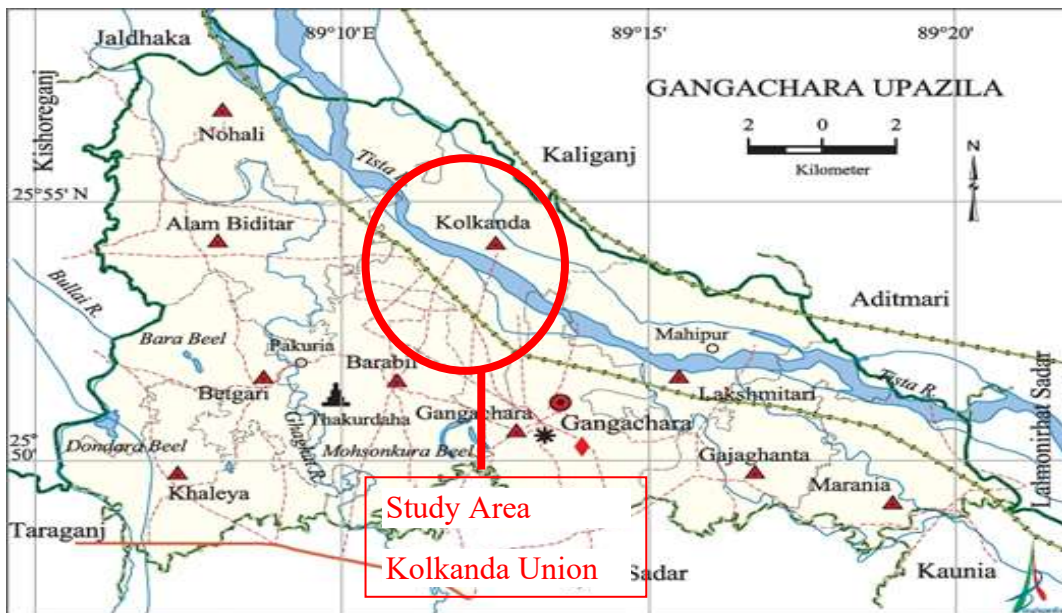 Jaldhaka
89°10'E
89°15'
89°20'
GANGACHARA UPAZILA
2 0 2
Kilometer
N
Kishoreganj
Nohali
Kaliganj
Tista R.
25°55' N
Kolkanda
Alam Biditar
Bullai R.
Aditmari
Bara Beel
Pakuria
Mahipur
Barabil
Betgari
Lakshmitari
Tista R.
Thakurdaha
Gangachara
Gangachara
Lalmonirhat Sadar
Ghaghat R.
Mohsonkura Beel
25°
50'
Dondara Beel
Gajaghanta
Khaleya
Marania
Study Area
Taraganj
Kolkanda Union
Sadar
Kaunia